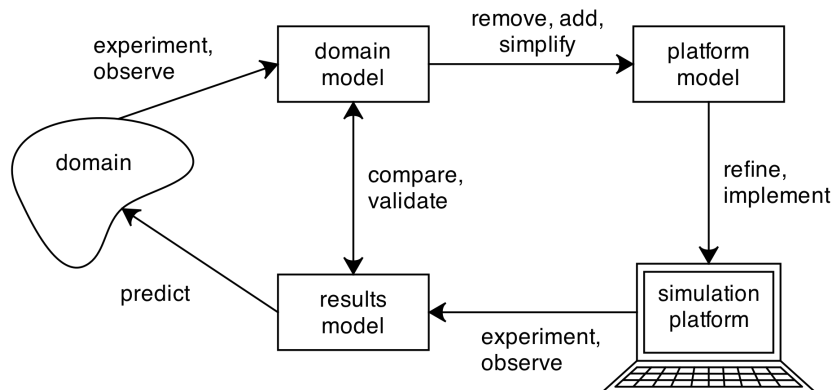 remove, add,
simplify
experiment,
observe
domain
model
platform
model
domain
compare,
validate
refine,
implement
predict
results
model
experiment,
observe
simulation
platform